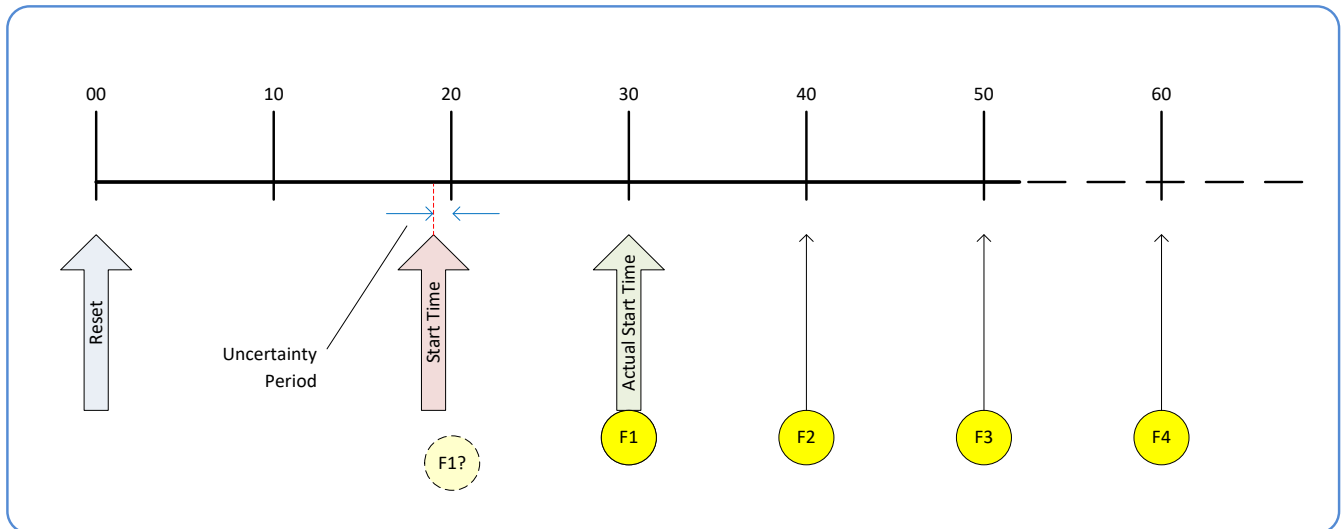 00
10
20
30
40
50
60
Reset
Start Time
Actual Start Time
Uncertainty
Period
F1?
F1
F2
F3
F4